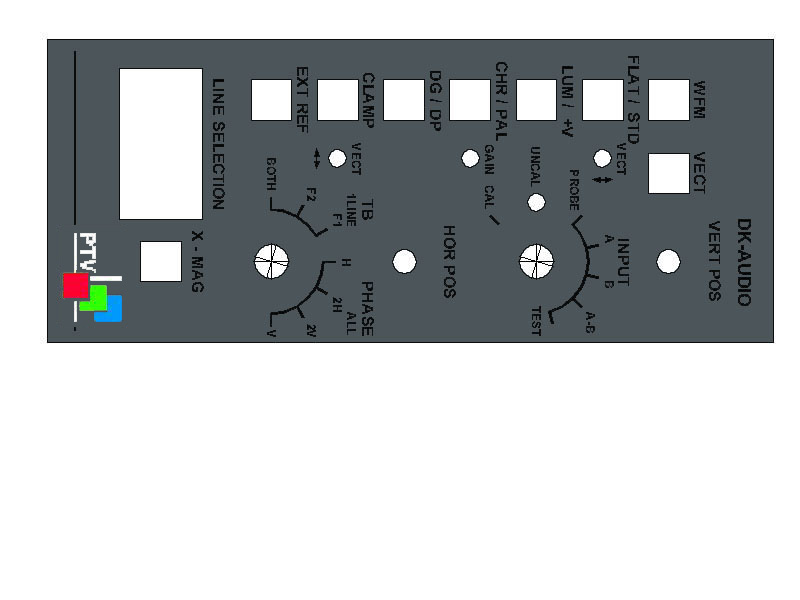 DK-AUDIO
VERT POS
WFM
VECT
FLAT / STD
VECT
INPUT
PROBE
A
B
A-B
TEST
LUM / +V
UNCAL
CHR / PAL
GAIN CAL
HOR POS
DG / DP
CLAMP
VECT
TB
1LINE
F1
F2
BOTH
PHASE
ALL
H
2H
2V
V
EXT REF
LINE SELECTION
X - MAG
PTV